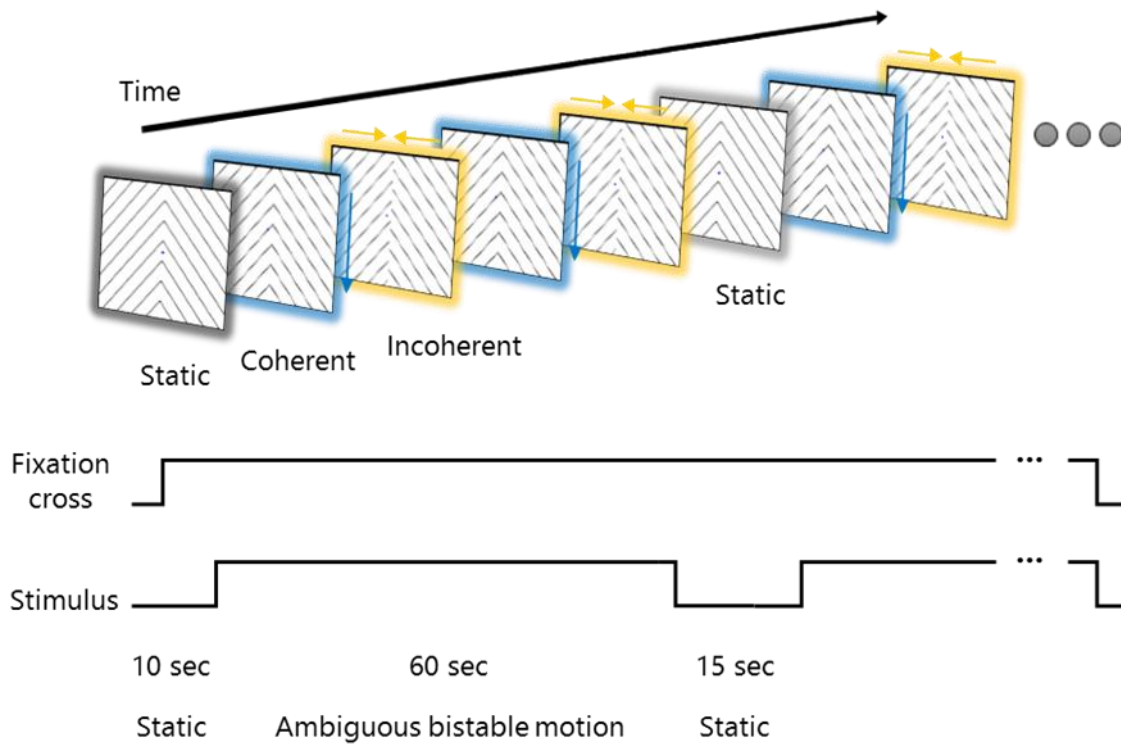 Time
Static
Coherent
Incoherent
Static
Fixation
cross
...
Stimulus
...
10 sec
60 sec
15 sec
Static
Ambiguous bistable motion
Static